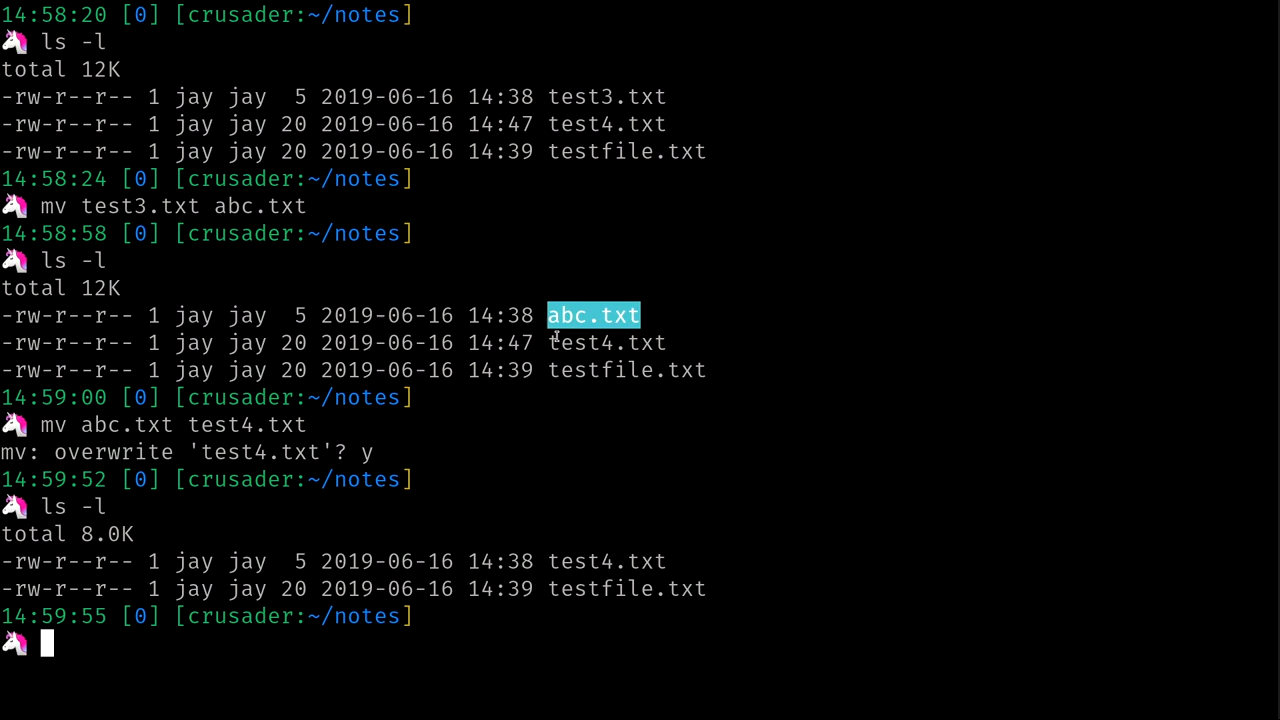 14:58:20 [0] [crusader:~/notes]
🦄 ls -l
total 12K
-rw-r--r-- 1 jay jay  5 2019-06-16 14:38 test3.txt
-rw-r--r-- 1 jay jay 20 2019-06-16 14:47 test4.txt
-rw-r--r-- 1 jay jay 20 2019-06-16 14:39 testfile.txt
14:58:24 [0] [crusader:~/notes]
🦄 mv test3.txt abc.txt
14:58:58 [0] [crusader:~/notes]
🦄 ls -l
total 12K
-rw-r--r-- 1 jay jay  5 2019-06-16 14:38 abc.txt
-rw-r--r-- 1 jay jay 20 2019-06-16 14:47 test4.txt
-rw-r--r-- 1 jay jay 20 2019-06-16 14:39 testfile.txt
14:59:00 [0] [crusader:~/notes]
🦄 mv abc.txt test4.txt
mv: overwrite 'test4.txt'? y
14:59:52 [0] [crusader:~/notes]
🦄 ls -l
total 8.0K
-rw-r--r-- 1 jay jay  5 2019-06-16 14:38 test4.txt
-rw-r--r-- 1 jay jay 20 2019-06-16 14:39 testfile.txt
14:59:55 [0] [crusader:~/notes]
🦄